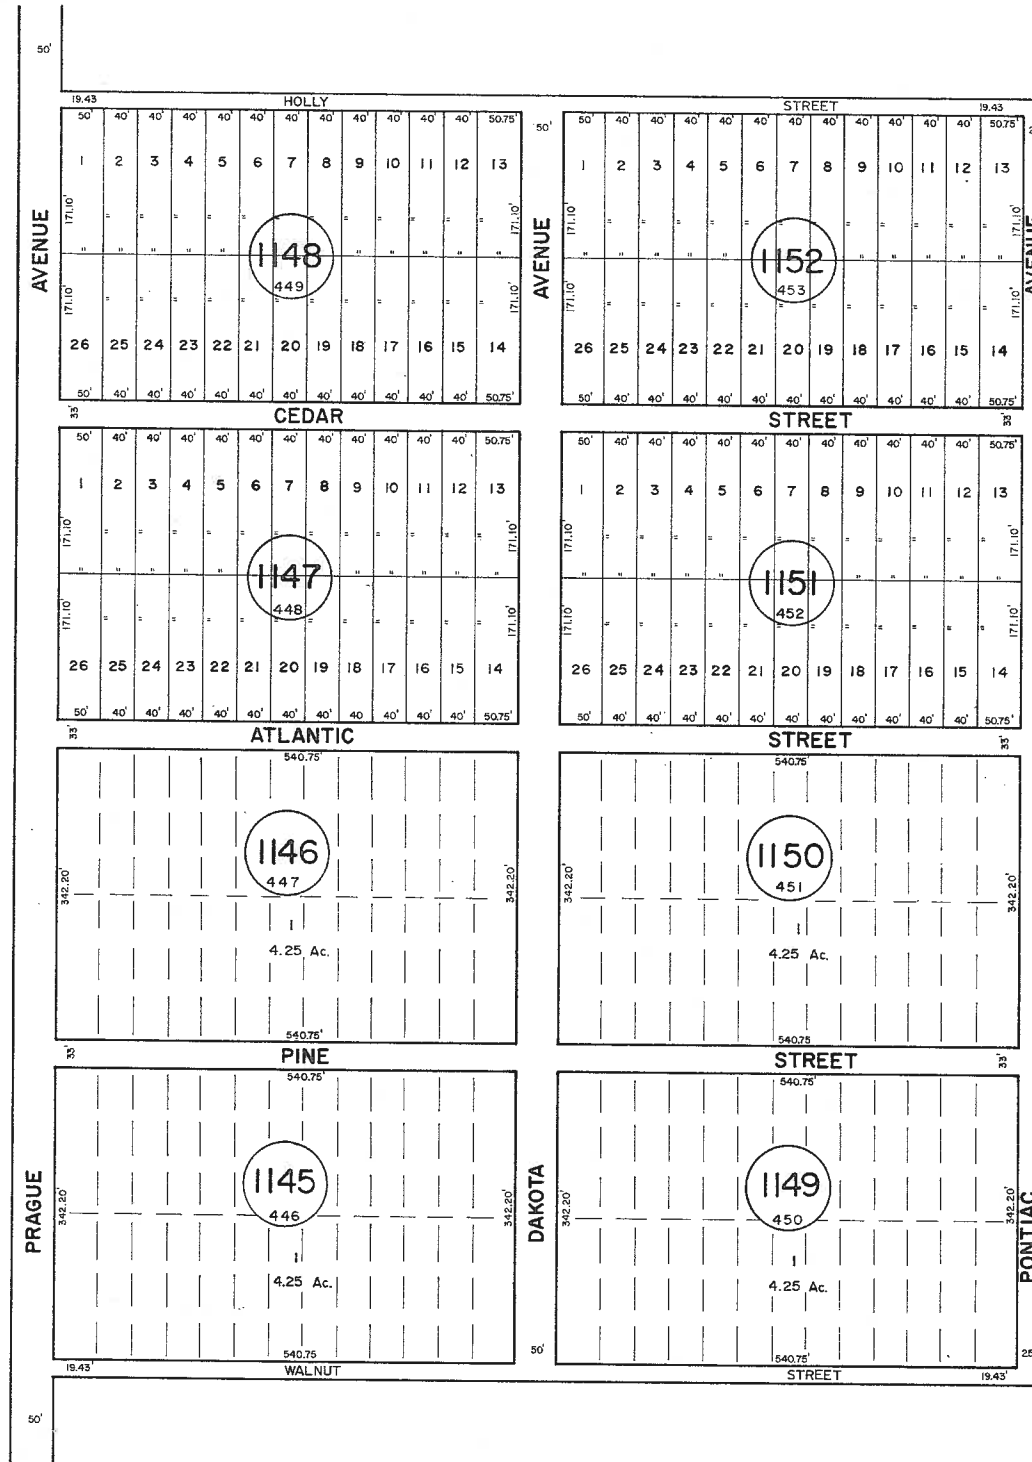 50'
19.43 HOLLY STREET 19.43
50' 40' 40' 40' 40' 40' 40' 40' 40' 40' 40' 40' 50.75'
50'
50' 40' 40' 40' 40' 40' 40' 40' 40' 40' 40' 40' 50.75'
1 2 3 4 5 6 7 8 9 10 11 12 13
1 2 3 4 5 6 7 8 9 10 11 12 13
171.10' 171.10' 171.10' 171.10'
AVENUE AVENUE AVENUE
1148
449
1152
453
171.10' 171.10' 171.10' 171.10'
26 25 24 23 22 21 20 19 18 17 16 15 14
26 25 24 23 22 21 20 19 18 17 16 15 14
50' 40' 40' 40' 40' 40' 40' 40' 40' 40' 40' 40' 50.75'
50' 40' 40' 40' 40' 40' 40' 40' 40' 40' 40' 40' 50.75'
33' CEDAR STREET 33'
50' 40' 40' 40' 40' 40' 40' 40' 40' 40' 40' 40' 50.75'
50' 40' 40' 40' 40' 40' 40' 40' 40' 40' 40' 40' 50.75'
1 2 3 4 5 6 7 8 9 10 11 12 13
1 2 3 4 5 6 7 8 9 10 11 12 13
171.10' 171.10' 171.10' 171.10'
1147
448
1151
452
171.10' 171.10' 171.10' 171.10'
26 25 24 23 22 21 20 19 18 17 16 15 14
26 25 24 23 22 21 20 19 18 17 16 15 14
50' 40' 40' 40' 40' 40' 40' 40' 40' 40' 40' 40' 50.75'
50' 40' 40' 40' 40' 40' 40' 40' 40' 40' 40' 40' 50.75'
33' ATLANTIC STREET 33'
540.75' 540.75'
1146
447
1150
451
342.20' 342.20' 342.20' 342.20'
1
4.25 Ac.
1
4.25 Ac.
540.75' 540.75
33' PINE STREET 33'
540.75' 540.75'
1145
446
1149
450
PRAGUE DAKOTA PONTIAC
342.20' 342.20' 342.20' 342.20'
1
4.25 Ac.
1
4.25 Ac.
540.75 50' 540.75' 25
19.43' WALNUT STREET 19.43'
50'